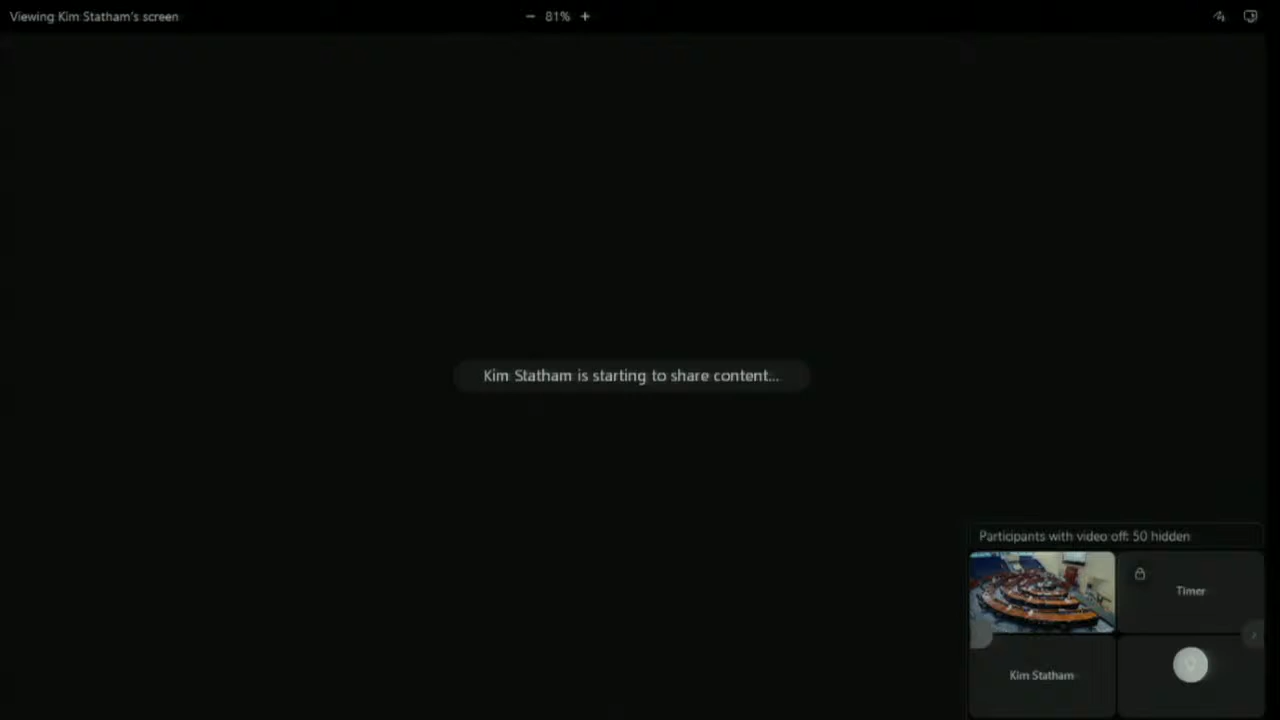 Viewing Kim Statham's screen
− 81% +
Kim Statham is starting to share content...
Participants with video off: 50 hidden
Timer
Kim Statham